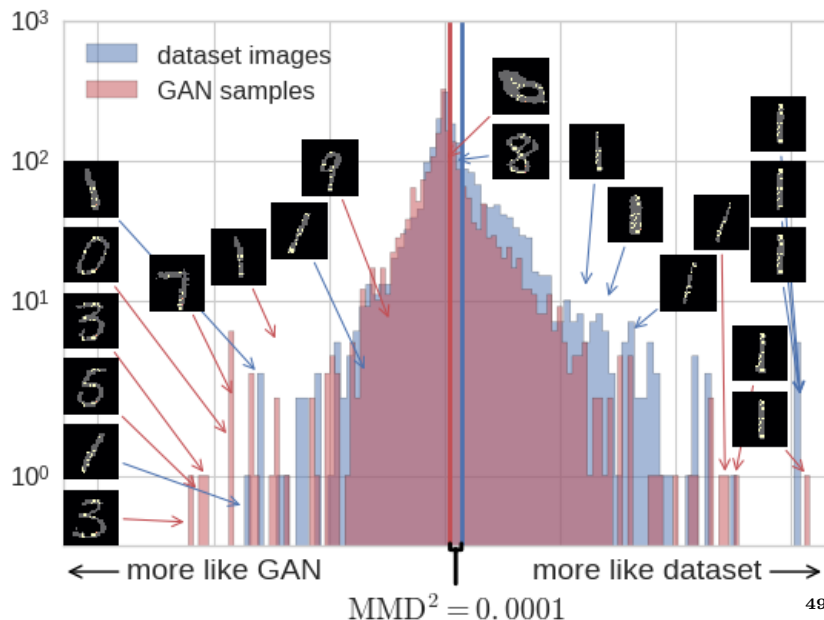 10³
dataset images
GAN samples
10²
10¹
10⁰
← more like GAN
more like dataset →
MMD² = 0.0001
49